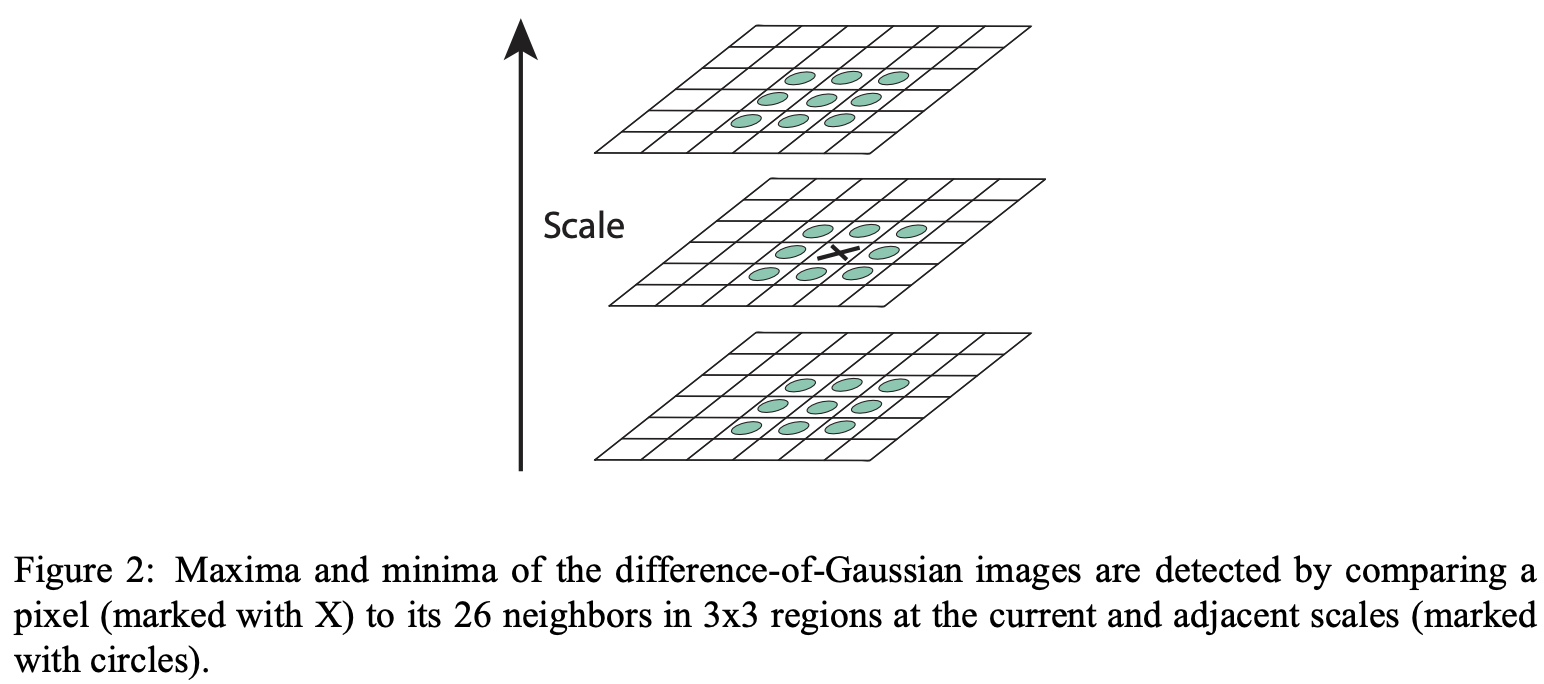 Scale
Figure 2: Maxima and minima of the difference-of-Gaussian images are detected by comparing a
pixel (marked with X) to its 26 neighbors in 3x3 regions at the current and adjacent scales (marked
with circles).